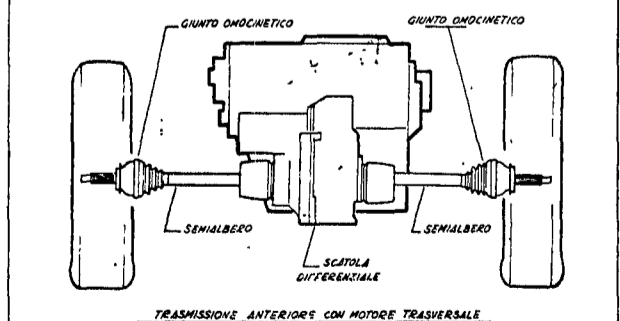 GIUNTO OMOCINETICO
GIUNTO OMOCINETICO
SEMIALBERO
SEMIALBERO
SCATOLA
DIFFERENZIALE
TRASMISSIONE ANTERIORE CON MOTORE TRASVERSALE